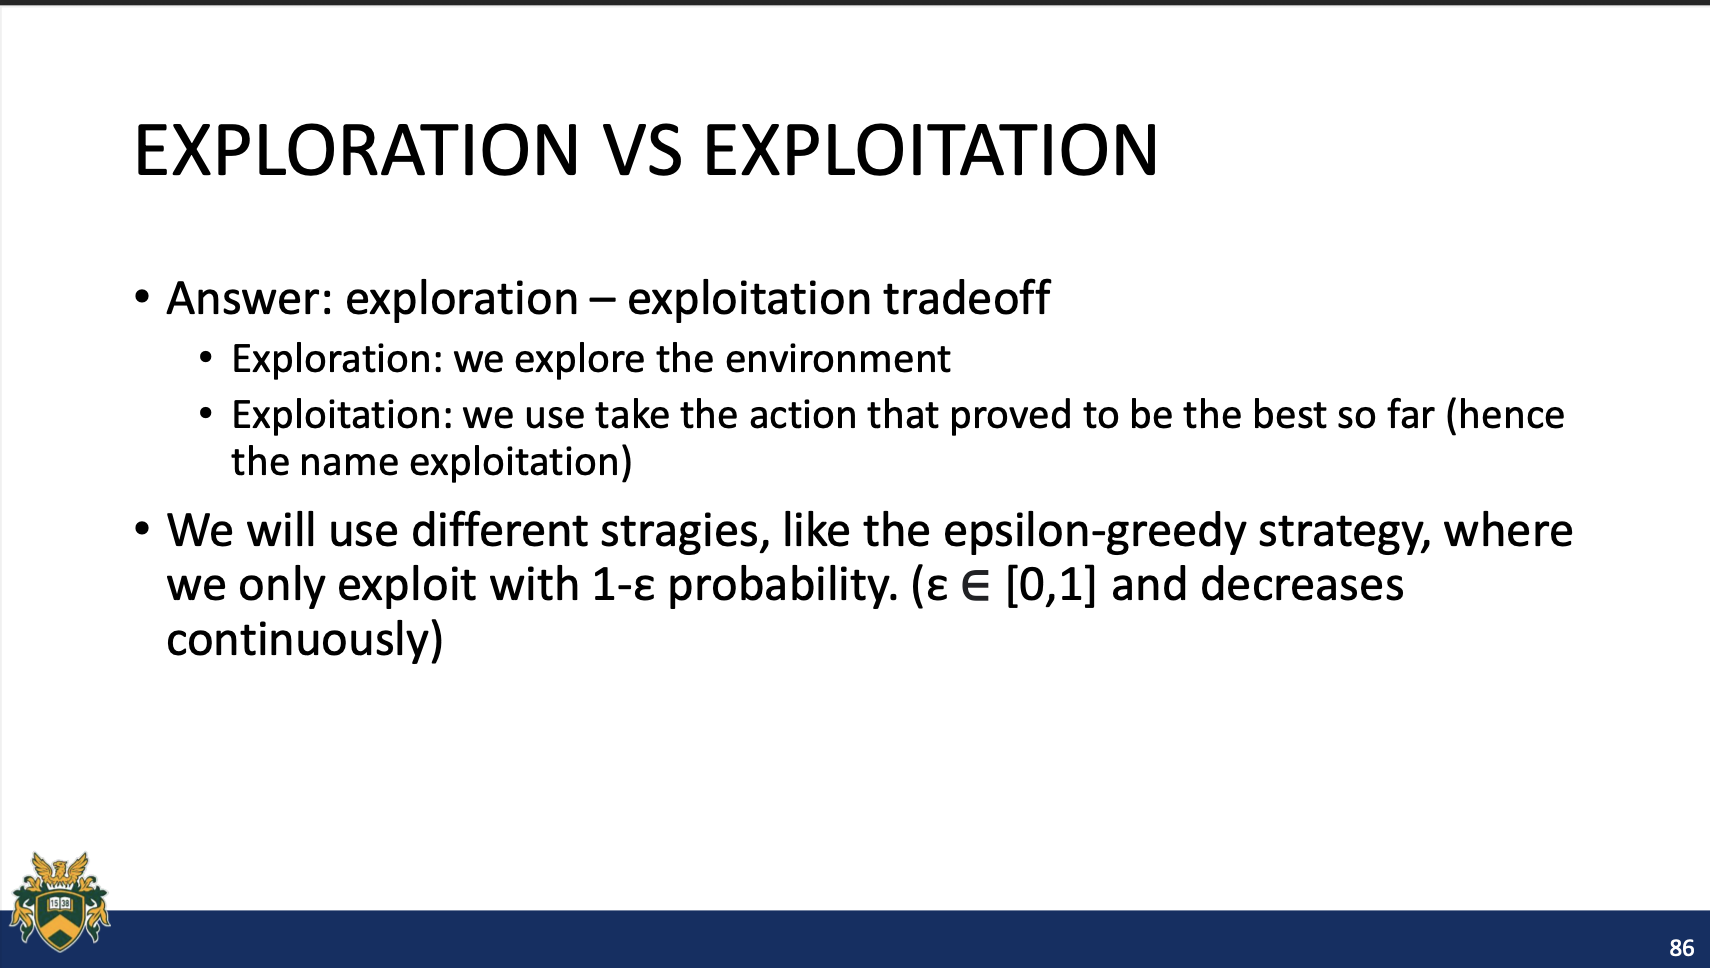 EXPLORATION VS EXPLOITATION
• Answer: exploration – exploitation tradeoff
• Exploration: we explore the environment
• Exploitation: we use take the action that proved to be the best so far (hence
the name exploitation)
• We will use different stragies, like the epsilon-greedy strategy, where
we only exploit with 1-ε probability. (ε ∈ [0,1] and decreases
continuously)
15 38
86